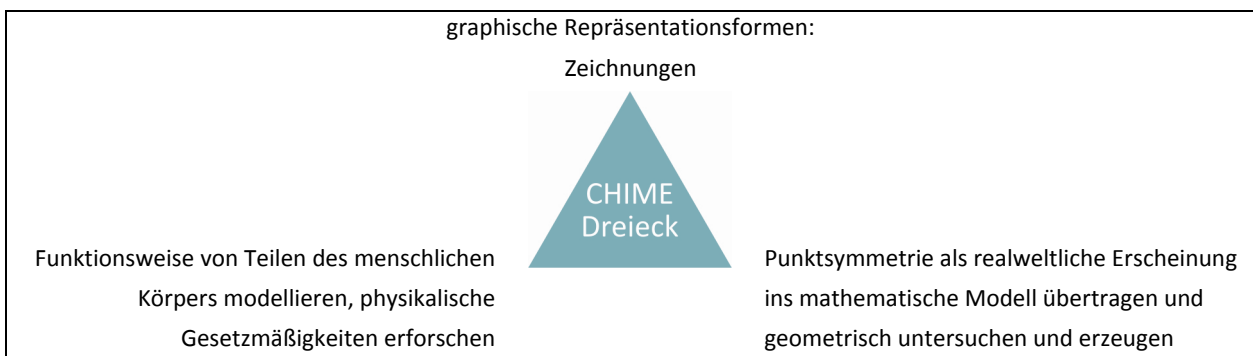 graphische Repräsentationsformen:
Zeichnungen
CHIME
Dreieck
Funktionsweise von Teilen des menschlichen
Körpers modellieren, physikalische
Gesetzmäßigkeiten erforschen
Punktsymmetrie als realweltliche Erscheinung
ins mathematische Modell übertragen und
geometrisch untersuchen und erzeugen